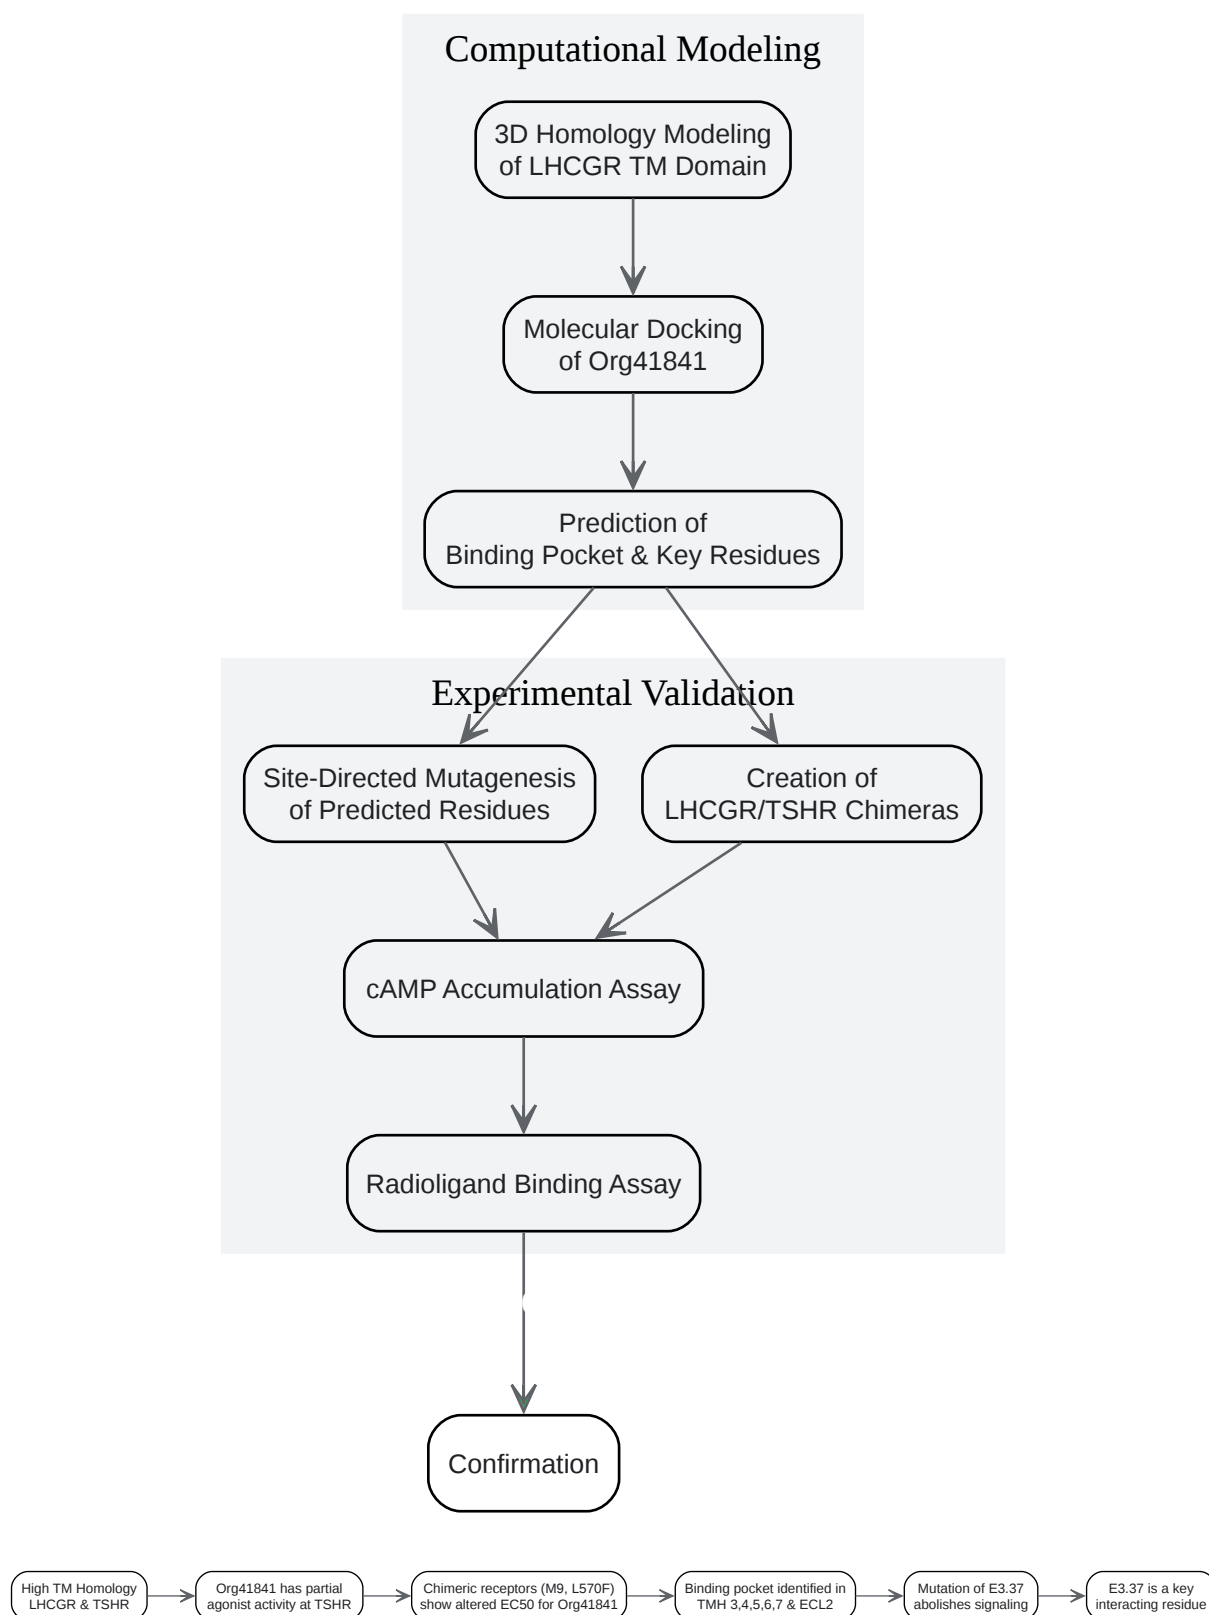 Computational Modeling
3D Homology Modeling
of LHCGR TM Domain
Molecular Docking
of Org41841
Prediction of
Binding Pocket & Key Residues
Experimental Validation
Site-Directed Mutagenesis
of Predicted Residues
Creation of
LHCGR/TSHR Chimeras
cAMP Accumulation Assay
Radioligand Binding Assay
Confirmation
High TM Homology
LHCGR & TSHR
Org41841 has partial
agonist activity at TSHR
Chimeric receptors (M9, L570F)
show altered EC50 for Org41841
Binding pocket identified in
TMH 3,4,5,6,7 & ECL2
Mutation of E3.37
abolishes signaling
E3.37 is a key
interacting residue